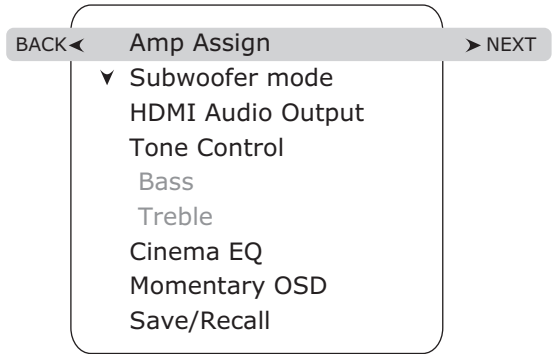 BACK Amp Assign NEXT
Subwoofer mode
HDMI Audio Output
Tone Control
Bass
Treble
Cinema EQ
Momentary OSD
Save/Recall